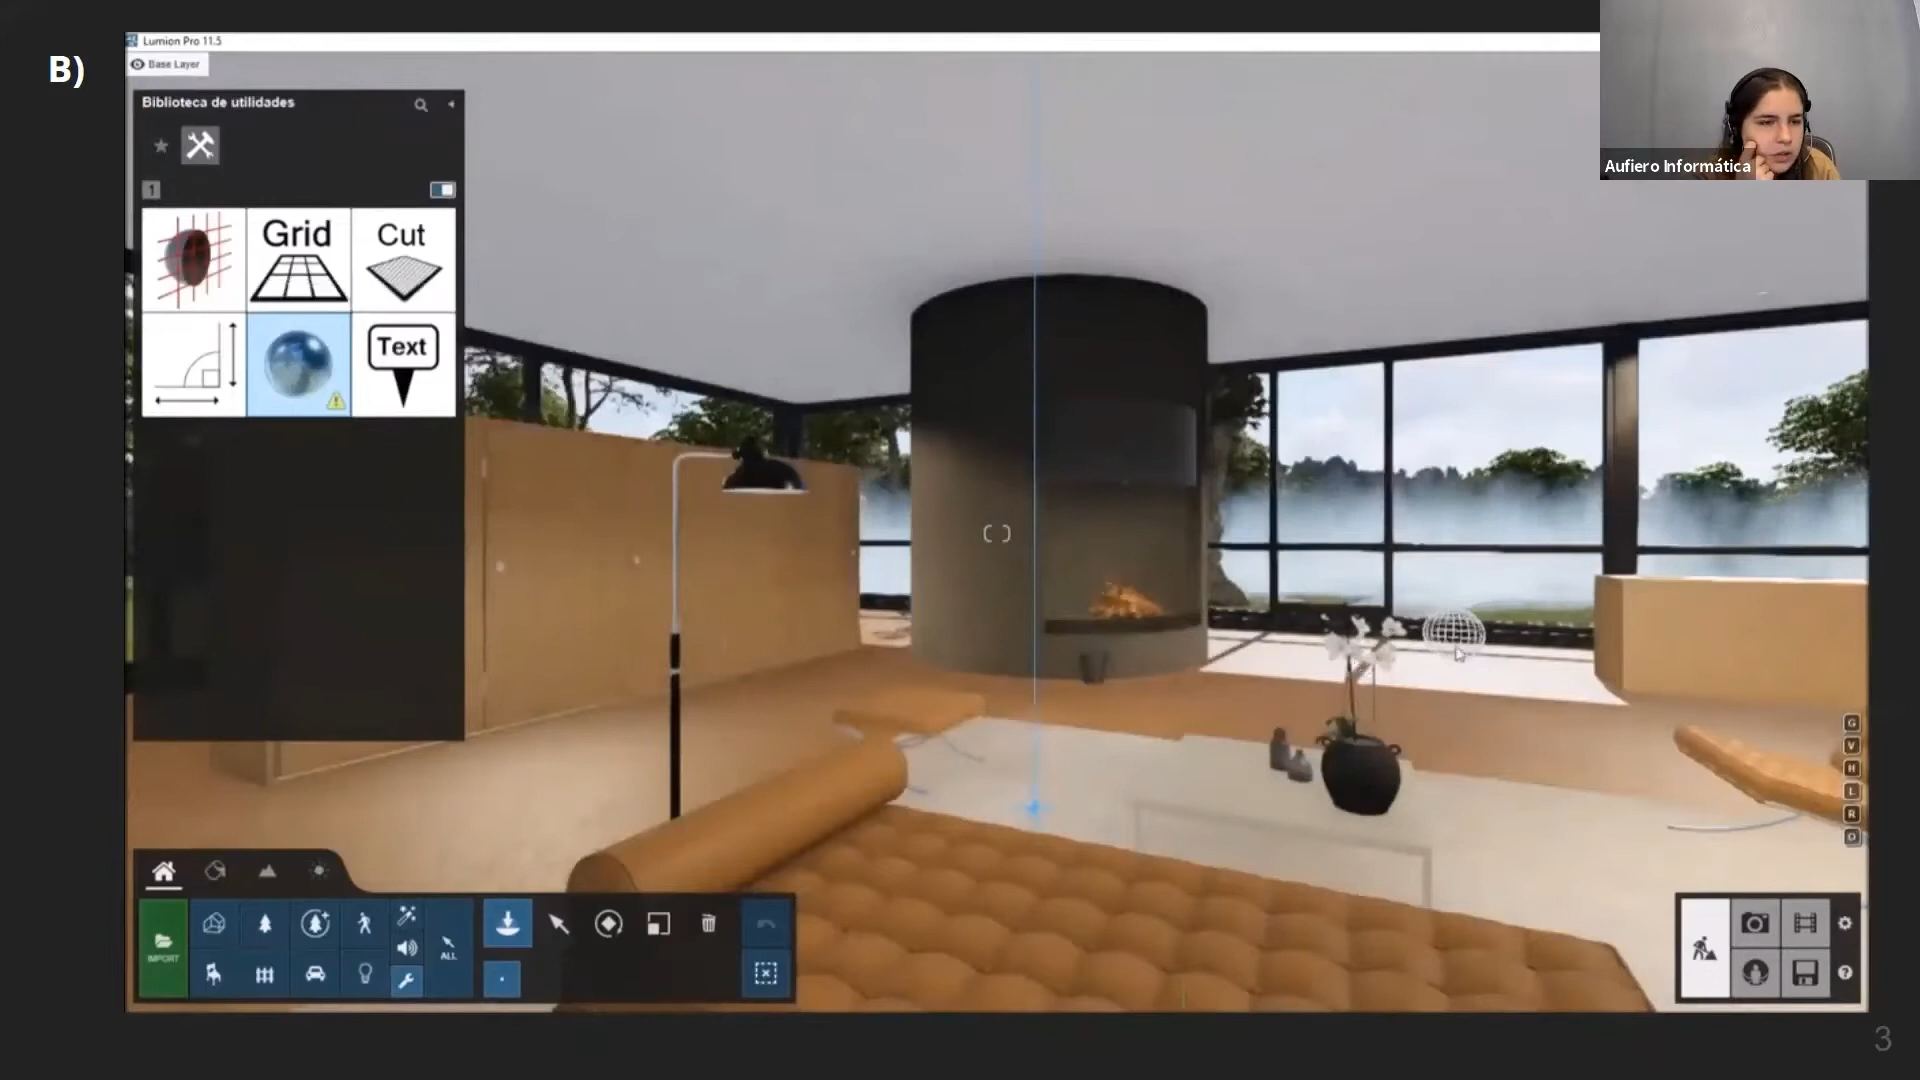 B)
Lumion Pro 11.5
Base Layer
Biblioteca de utilidades
1
Grid
Cut
Text
Aufiero Informática
G
V
H
L
R
O
IMPORT
ALL
?
3